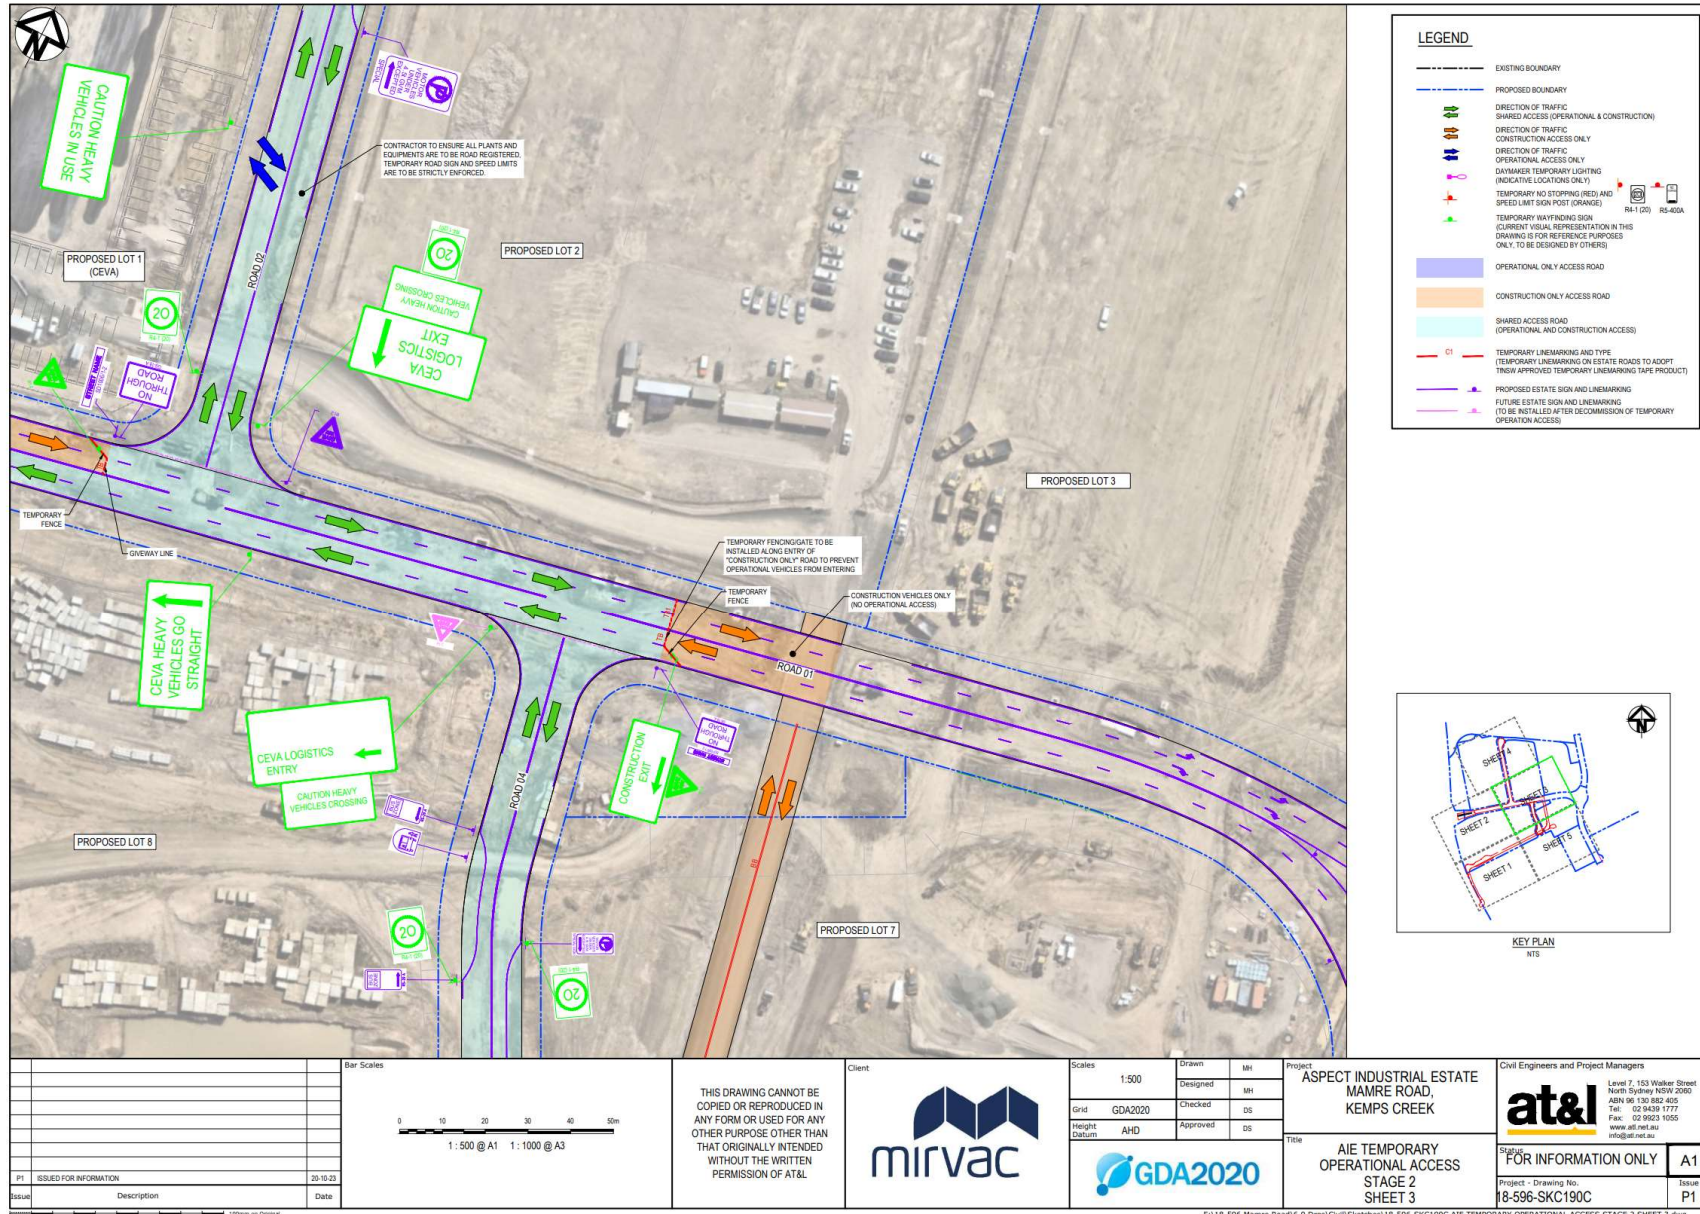 N
CAUTION HEAVY
VEHICLES IN USE
MOTOR
VEHICLES
UNDER
4.5t GVM
EXCEPTED
SPECIAL
CONTRACTOR TO ENSURE ALL PLANTS AND
EQUIPMENTS ARE TO BE ROAD REGISTERED,
TEMPORARY ROAD SIGN AND SPEED LIMITS
ARE TO BE STRICTLY ENFORCED.
PROPOSED LOT 1
(CEVA)
ROAD 02
PROPOSED LOT 2
20
CAUTION HEAVY
VEHICLES CROSSING
CEVA
LOGISTICS
EXIT
20
STREET NAME
NO
THROUGH
ROAD
TEMPORARY
FENCE
GIVEWAY LINE
PROPOSED LOT 3
TEMPORARY FENCING/GATE TO BE
INSTALLED ALONG ENTRY OF
"CONSTRUCTION ONLY" ROAD TO PREVENT
OPERATIONAL VEHICLES FROM ENTERING
TEMPORARY
FENCE
CONSTRUCTION VEHICLES ONLY
(NO OPERATIONAL ACCESS)
TB
ROAD 01
CEVA HEAVY
VEHICLES GO
STRAIGHT
CEVA LOGISTICS
ENTRY
CAUTION HEAVY
VEHICLES CROSSING
CONSTRUCTION
EXIT
NO
THROUGH
ROAD
ROAD 04
BUS
ZONE
PROPOSED LOT 8
BB
20
BUS
ZONE
20
PROPOSED LOT 7
LEGEND
EXISTING BOUNDARY
PROPOSED BOUNDARY
DIRECTION OF TRAFFIC
SHARED ACCESS (OPERATIONAL & CONSTRUCTION)
DIRECTION OF TRAFFIC
CONSTRUCTION ACCESS ONLY
DIRECTION OF TRAFFIC
OPERATIONAL ACCESS ONLY
DAYMAKER TEMPORARY LIGHTING
(INDICATIVE LOCATIONS ONLY)
TEMPORARY NO STOPPING (RED) AND
SPEED LIMIT SIGN POST (ORANGE)
R4-1 (20)
R5-400A
TEMPORARY WAYFINDING SIGN
(CURRENT VISUAL REPRESENTATION IN THIS
DRAWING IS FOR REFERENCE PURPOSES
ONLY, TO BE DESIGNED BY OTHERS)
OPERATIONAL ONLY ACCESS ROAD
CONSTRUCTION ONLY ACCESS ROAD
SHARED ACCESS ROAD
(OPERATIONAL AND CONSTRUCTION ACCESS)
C1
TEMPORARY LINEMARKING AND TYPE
(TEMPORARY LINEMARKING ON ESTATE ROADS TO ADOPT
TfNSW APPROVED TEMPORARY LINEMARKING TAPE PRODUCT)
PROPOSED ESTATE SIGN AND LINEMARKING
FUTURE ESTATE SIGN AND LINEMARKING
(TO BE INSTALLED AFTER DECOMMISSION OF TEMPORARY
OPERATION ACCESS)
N
SHEET 4
SHEET 3
SHEET 2
SHEET 5
SHEET 1
KEY PLAN
NTS
P1 ISSUED FOR INFORMATION 20-10-23
Issue Description Date
Bar Scales
0 10 20 30 40 50m
1 : 500 @ A1 1 : 1000 @ A3
THIS DRAWING CANNOT BE
COPIED OR REPRODUCED IN
ANY FORM OR USED FOR ANY
OTHER PURPOSE OTHER THAN
THAT ORIGINALLY INTENDED
WITHOUT THE WRITTEN
PERMISSION OF AT&L
Client
mirvac
Scales 1:500
Grid GDA2020
Height Datum AHD
Drawn MH
Designed MH
Checked DS
Approved DS
GDA2020
Project
ASPECT INDUSTRIAL ESTATE
MAMRE ROAD,
KEMPS CREEK
Title
AIE TEMPORARY
OPERATIONAL ACCESS
STAGE 2
SHEET 3
Civil Engineers and Project Managers
at&l
Level 7, 153 Walker Street
North Sydney NSW 2060
ABN 96 130 882 405
Tel: 02 9439 1777
Fax: 02 9923 1055
www.atl.net.au
info@atl.net.au
Status
FOR INFORMATION ONLY
A1
Project - Drawing No.
18-596-SKC190C
Issue
P1